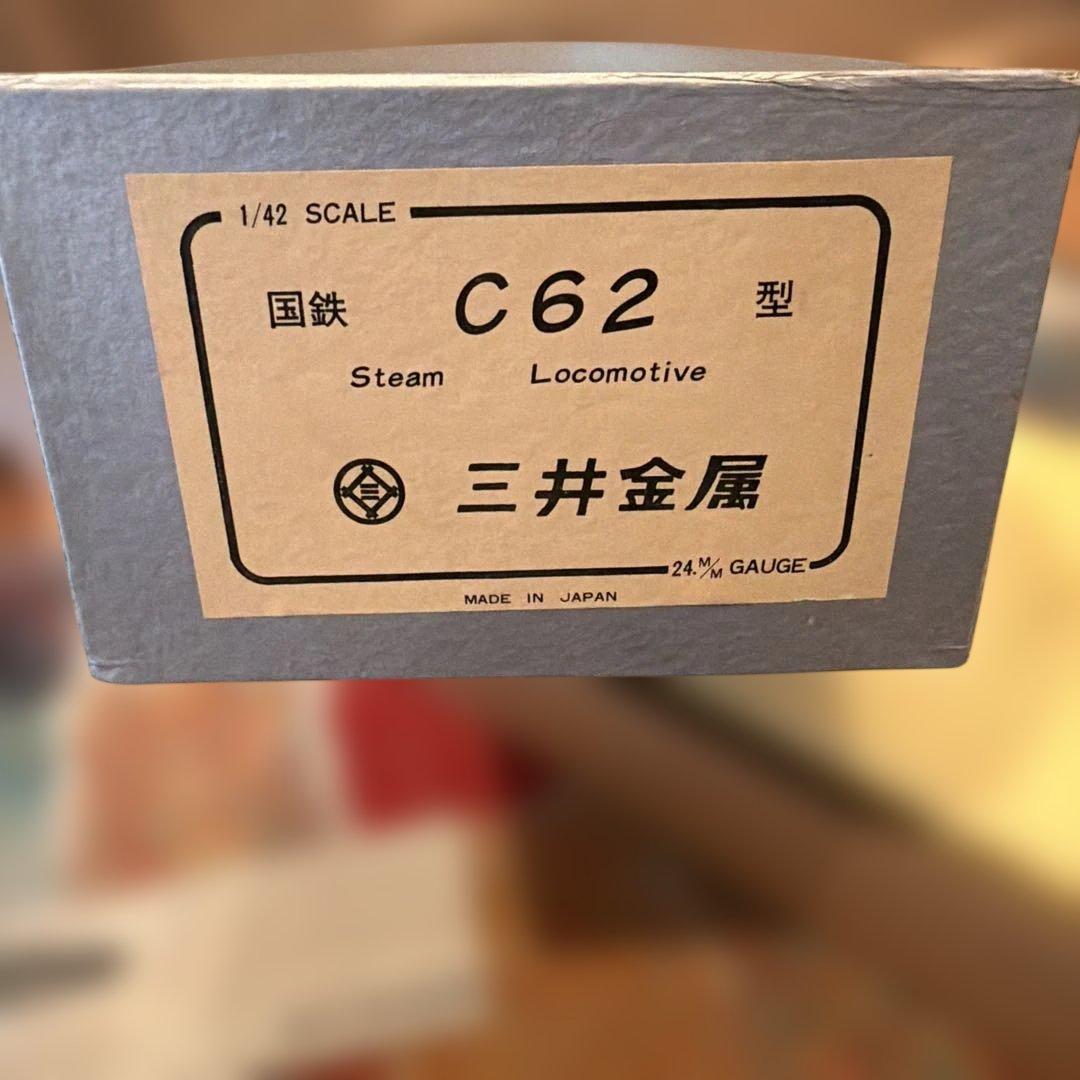 1/42 SCALE
国鉄 C62 型
Steam Locomotive
三井金属
24.M/M GAUGE
MADE IN JAPAN